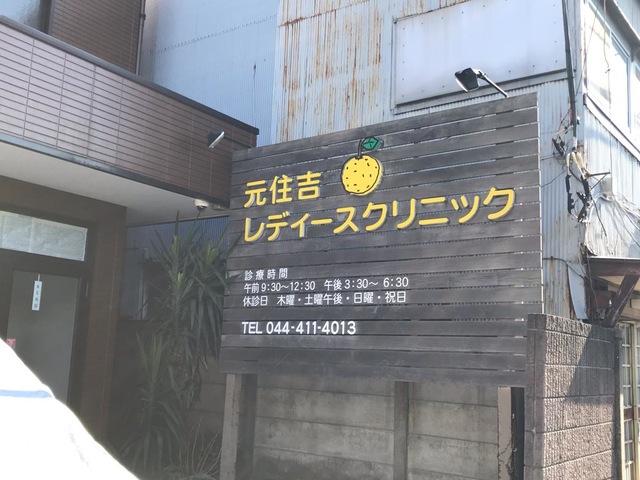 元住吉
レディースクリニック
診療時間
午前9:30〜12:30 午後3:30〜6:30
休診日 木曜・土曜午後・日曜・祝日
TEL 044-411-4013